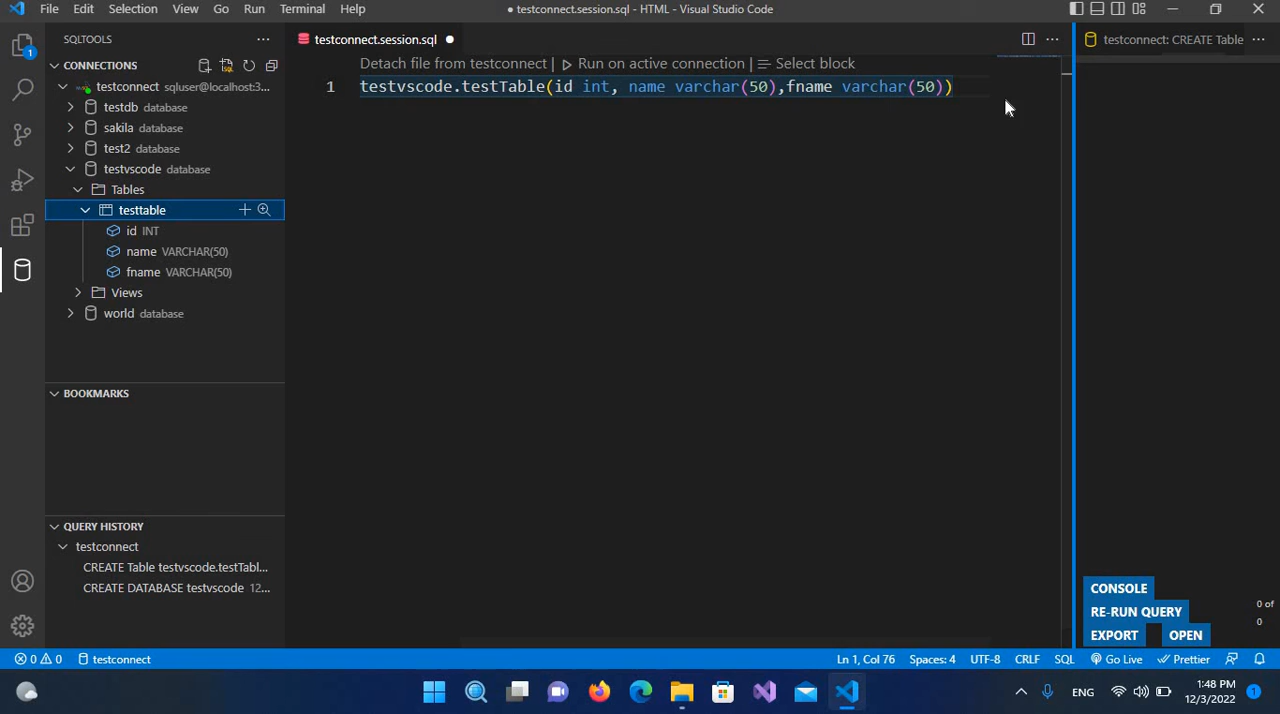 File Edit Selection View Go Run Terminal Help
● testconnect.session.sql - HTML - Visual Studio Code
SQLTOOLS ...
testconnect.session.sql ●
testconnect: CREATE Table ...
CONNECTIONS
Detach file from testconnect | Run on active connection | Select block
testconnect sqluser@localhost:3...
1 testvscode.testTable(id int, name varchar(50),fname varchar(50))
testdb database
sakila database
test2 database
testvscode database
Tables
testtable
id INT
name VARCHAR(50)
fname VARCHAR(50)
Views
world database
BOOKMARKS
QUERY HISTORY
testconnect
CREATE Table testvscode.testTabl...
CREATE DATABASE testvscode 12...
CONSOLE
RE-RUN QUERY
EXPORT OPEN
0 of
0
0 0 testconnect
Ln 1, Col 76 Spaces: 4 UTF-8 CRLF SQL Go Live Prettier
1
ENG
1:48 PM
12/3/2022
1